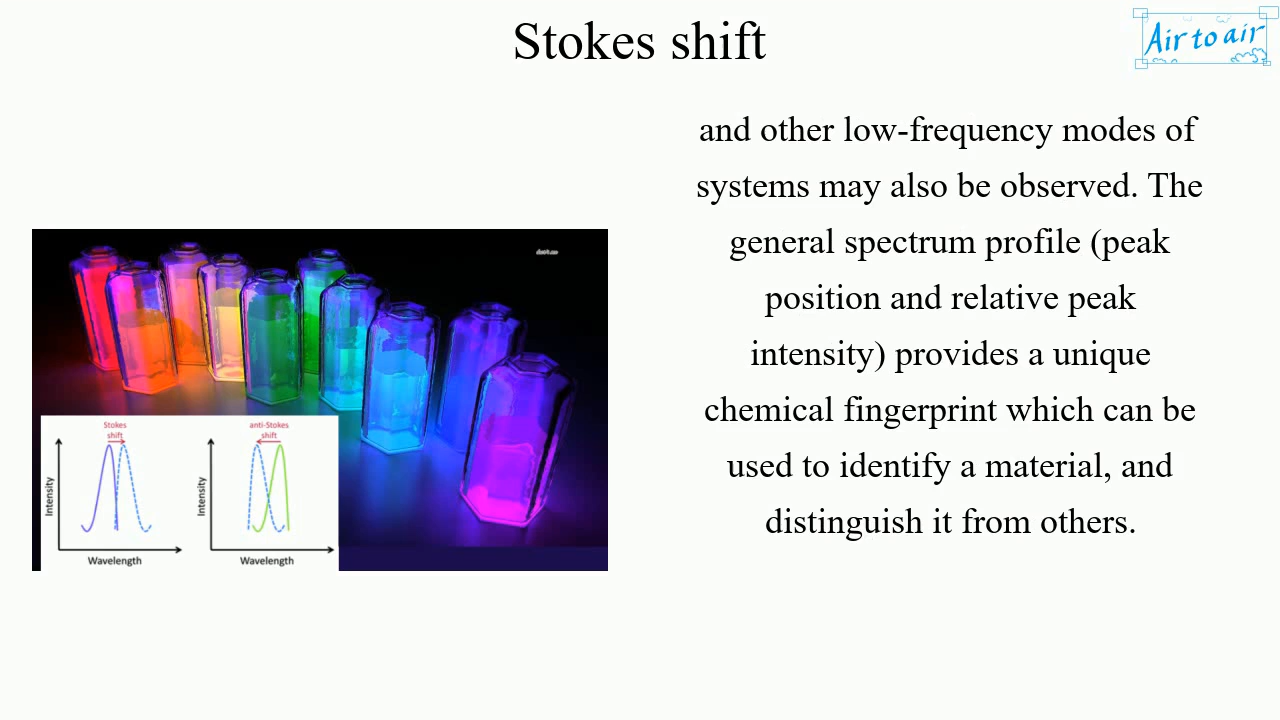 Stokes shift
Air to air
and other low-frequency modes of
systems may also be observed. The
general spectrum profile (peak
position and relative peak
intensity) provides a unique
chemical fingerprint which can be
used to identify a material, and
distinguish it from others.
Stokes
shift
Intensity
Wavelength
anti-Stokes
shift
Intensity
Wavelength